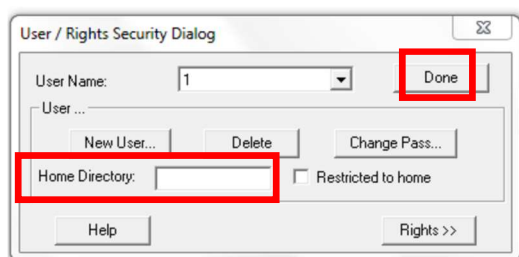 User / Rights Security Dialog
User Name: 1 Done
User ...
New User... Delete Change Pass...
Home Directory: Restricted to home
Help Rights >>